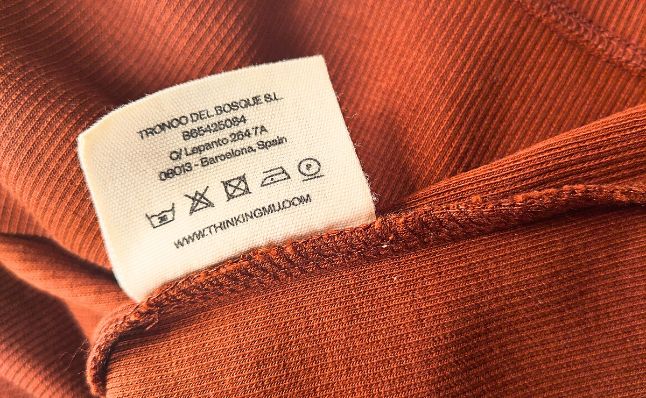 TRONCO DEL BOSQUE S.L.
B65425084
C/ Lepanto 264 7A
08013 - Barcelona, Spain
WWW.THINKINGMU.COM